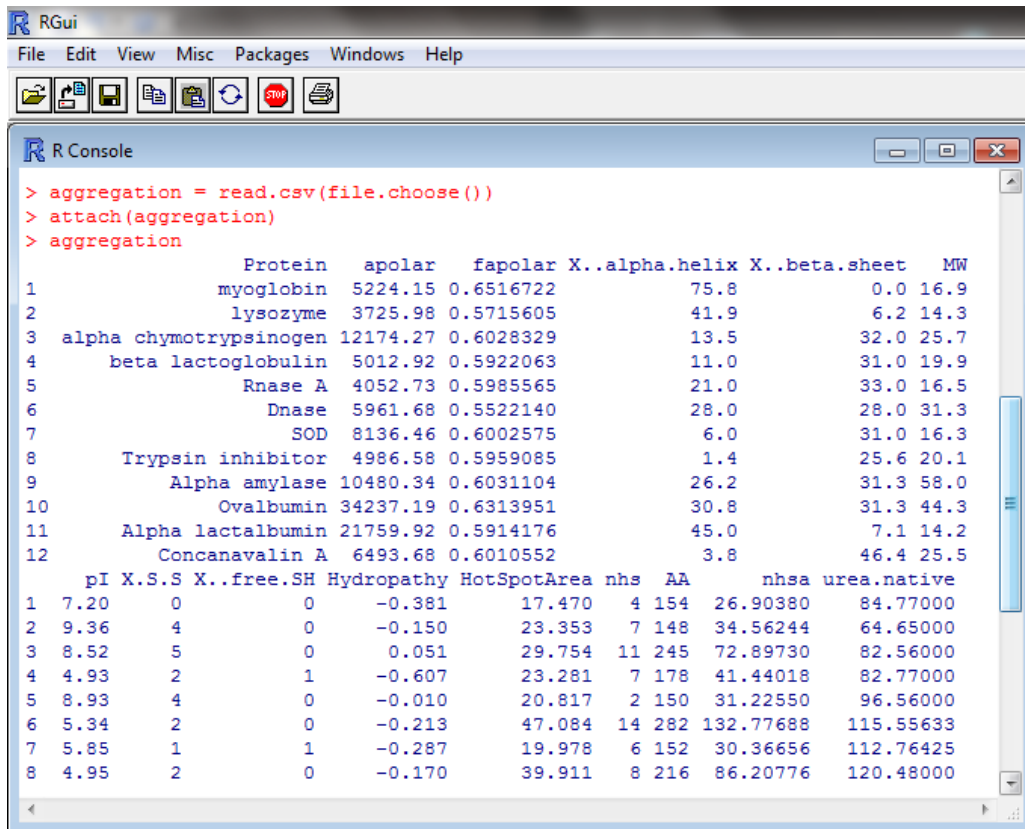 RGui
File Edit View Misc Packages Windows Help
STOP
R Console
> aggregation = read.csv(file.choose())
> attach(aggregation)
> aggregation
Protein apolar fapolar X..alpha.helix X..beta.sheet MW
1 myoglobin 5224.15 0.6516722 75.8 0.0 16.9
2 lysozyme 3725.98 0.5715605 41.9 6.2 14.3
3 alpha chymotrypsinogen 12174.27 0.6028329 13.5 32.0 25.7
4 beta lactoglobulin 5012.92 0.5922063 11.0 31.0 19.9
5 Rnase A 4052.73 0.5985565 21.0 33.0 16.5
6 Dnase 5961.68 0.5522140 28.0 28.0 31.3
7 SOD 8136.46 0.6002575 6.0 31.0 16.3
8 Trypsin inhibitor 4986.58 0.5959085 1.4 25.6 20.1
9 Alpha amylase 10480.34 0.6031104 26.2 31.3 58.0
10 Ovalbumin 34237.19 0.6313951 30.8 31.3 44.3
11 Alpha lactalbumin 21759.92 0.5914176 45.0 7.1 14.2
12 Concanavalin A 6493.68 0.6010552 3.8 46.4 25.5
pI X.S.S X..free.SH Hydropathy HotSpotArea nhs AA nhsa urea.native
1 7.20 0 0 -0.381 17.470 4 154 26.90380 84.77000
2 9.36 4 0 -0.150 23.353 7 148 34.56244 64.65000
3 8.52 5 0 0.051 29.754 11 245 72.89730 82.56000
4 4.93 2 1 -0.607 23.281 7 178 41.44018 82.77000
5 8.93 4 0 -0.010 20.817 2 150 31.22550 96.56000
6 5.34 2 0 -0.213 47.084 14 282 132.77688 115.55633
7 5.85 1 1 -0.287 19.978 6 152 30.36656 112.76425
8 4.95 2 0 -0.170 39.911 8 216 86.20776 120.48000